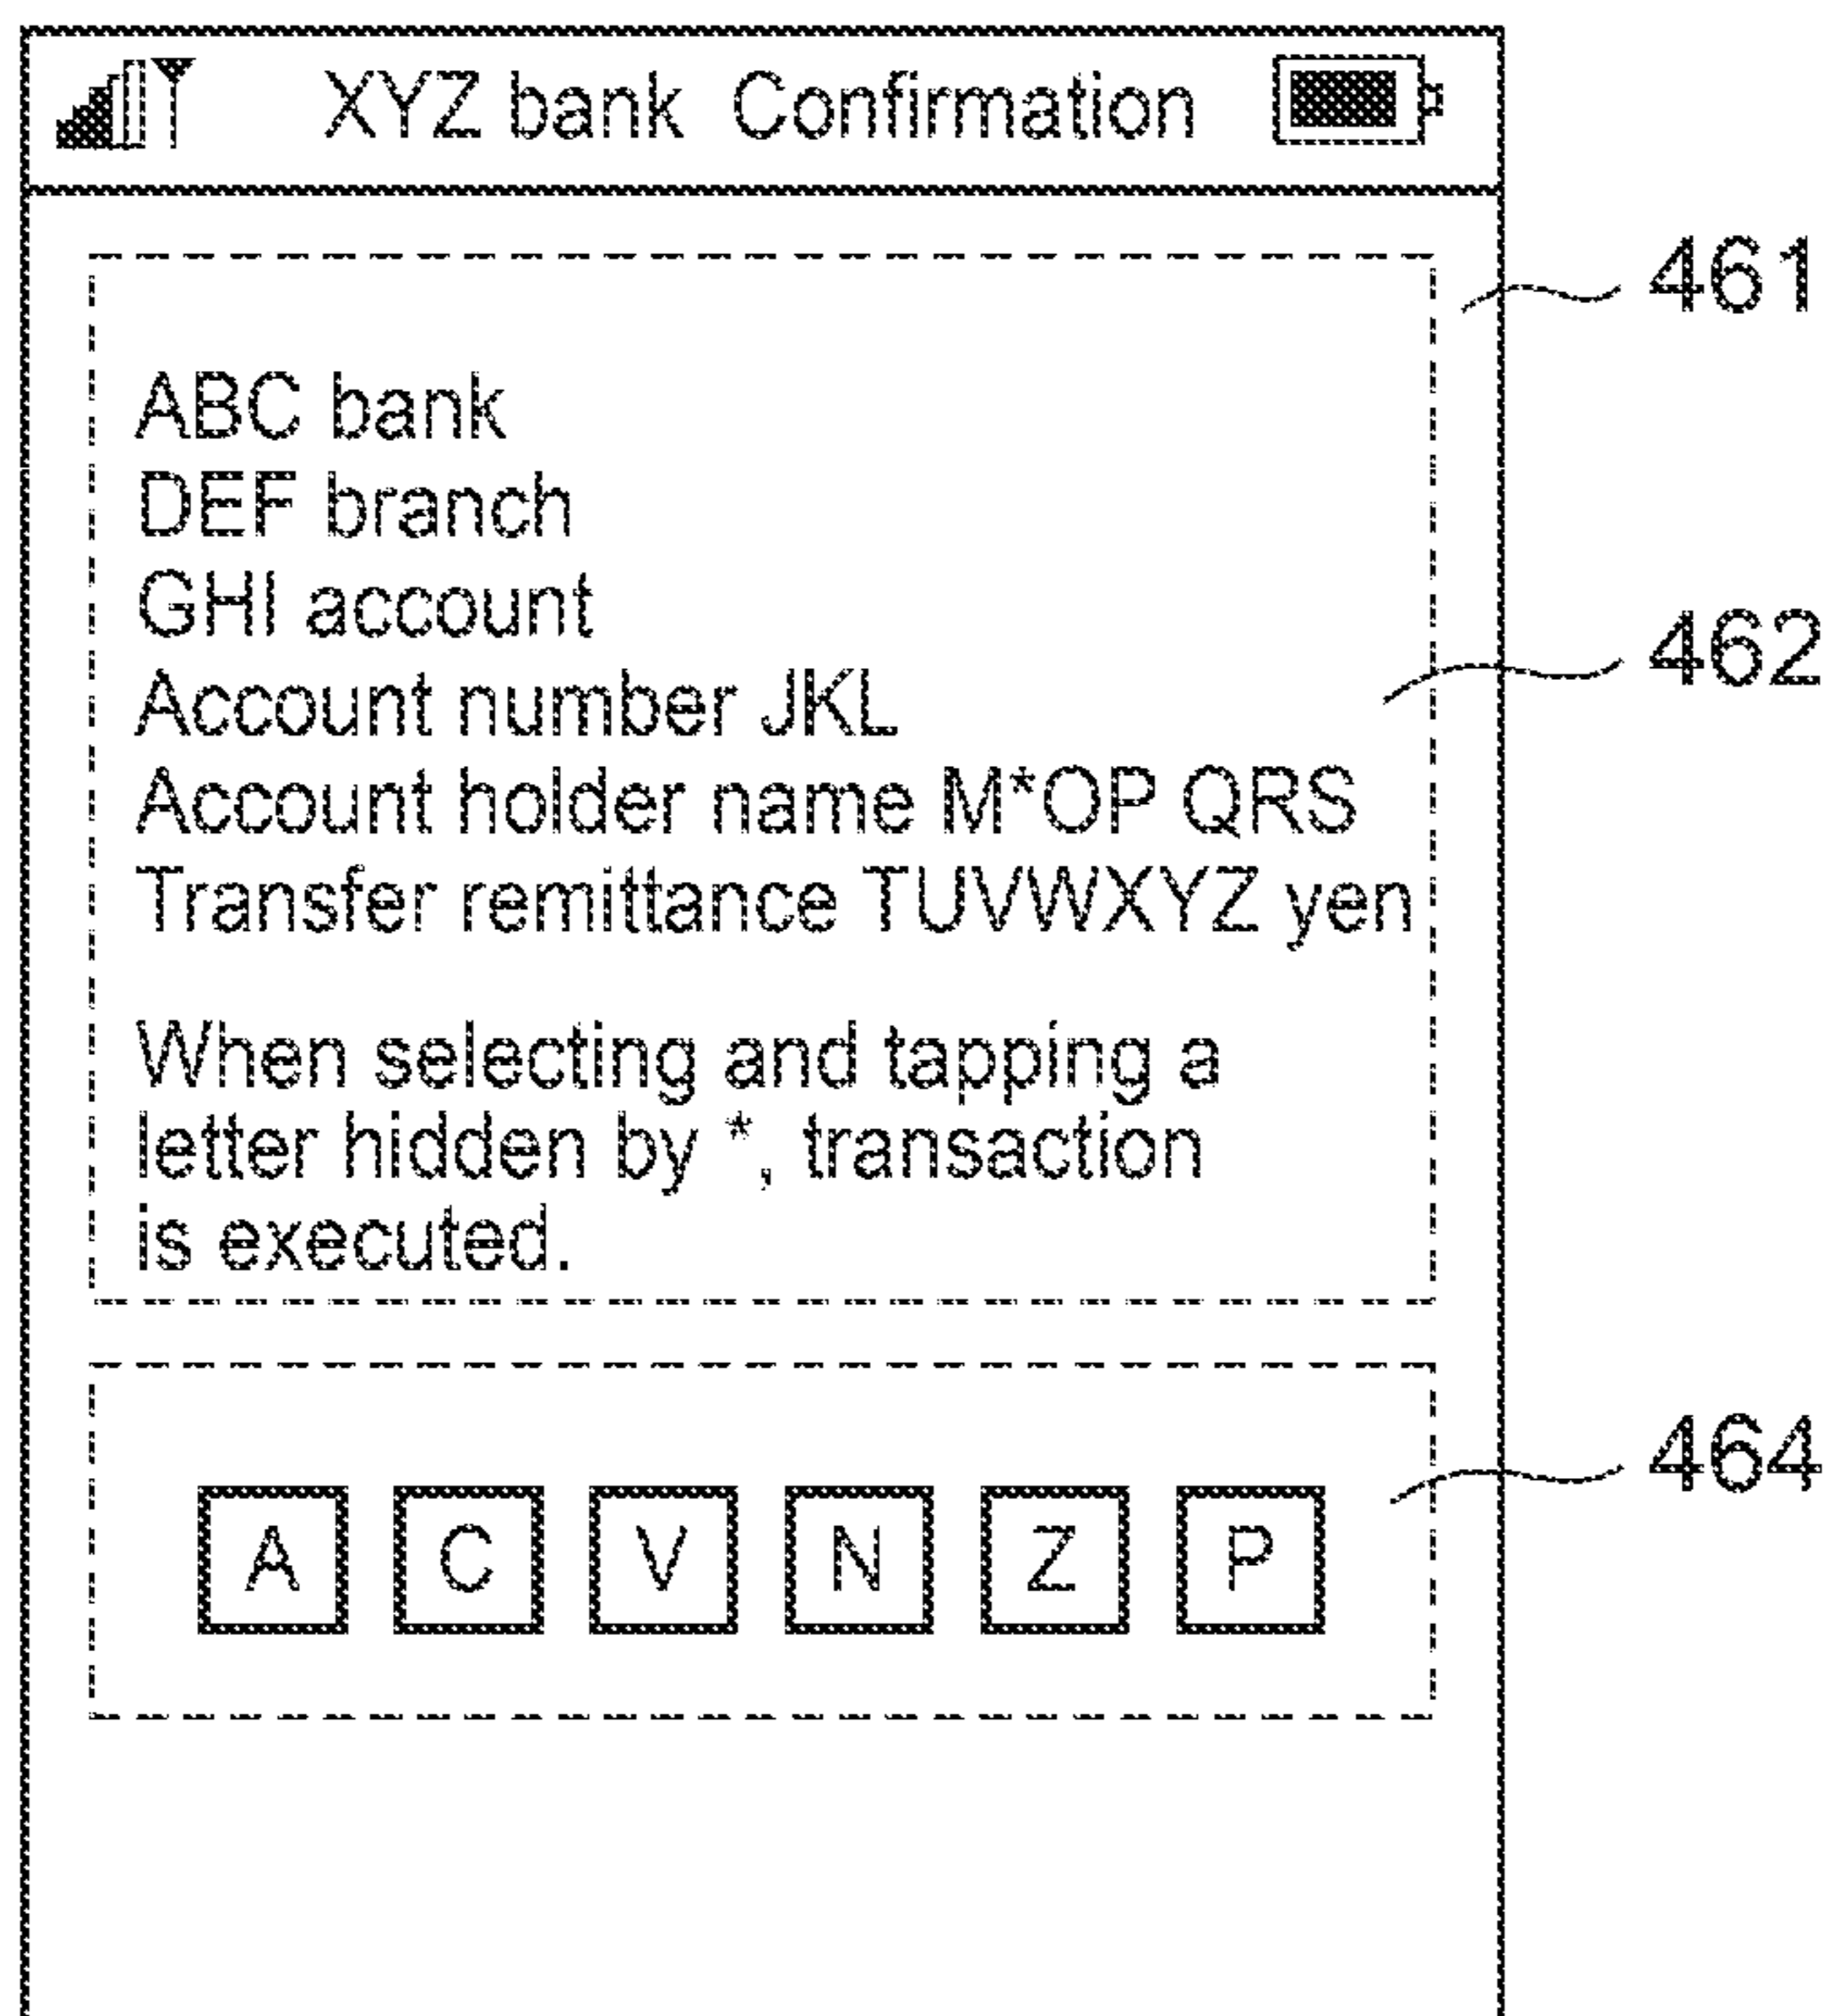 XYZ bank Confirmation
461
ABC bank
DEF branch
GHI account
462
Account number JKL
Account holder name M*OP QRS
Transfer remittance TUVWXYZ yen
When selecting and tapping a
letter hidden by *, transaction
is executed.
464
A C V N Z P